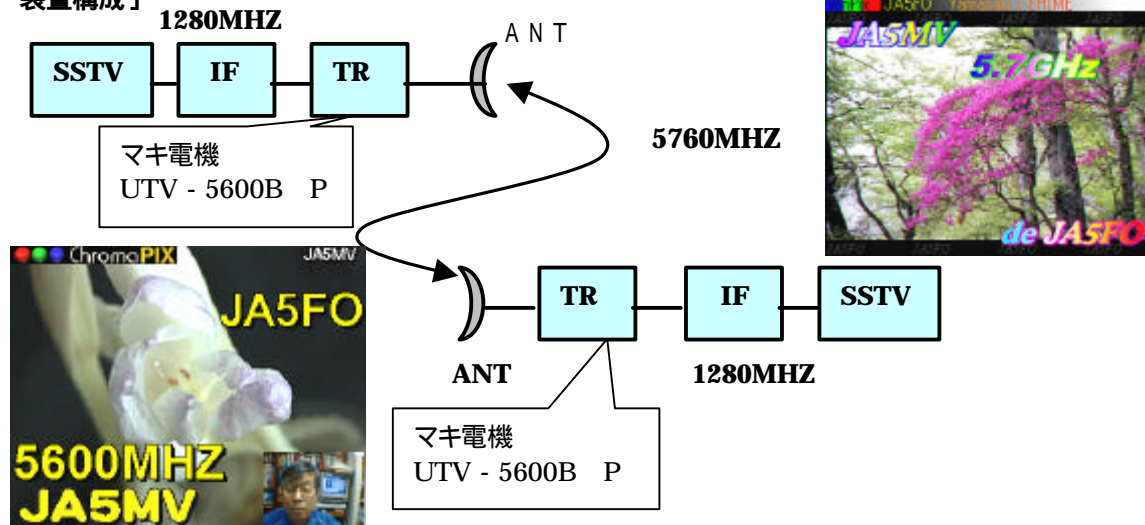 装置構成」
1280MHZ
ANT
SSTV
IF
TR
マキ電機
UTV - 5600B P
5760MHZ
JA5FO
JA5MV
5.7GHz
de JA5FO
ChromaPIX
JA5MV
JA5FO
5600MHZ
JA5MV
TR
IF
SSTV
ANT
1280MHZ
マキ電機
UTV - 5600B P